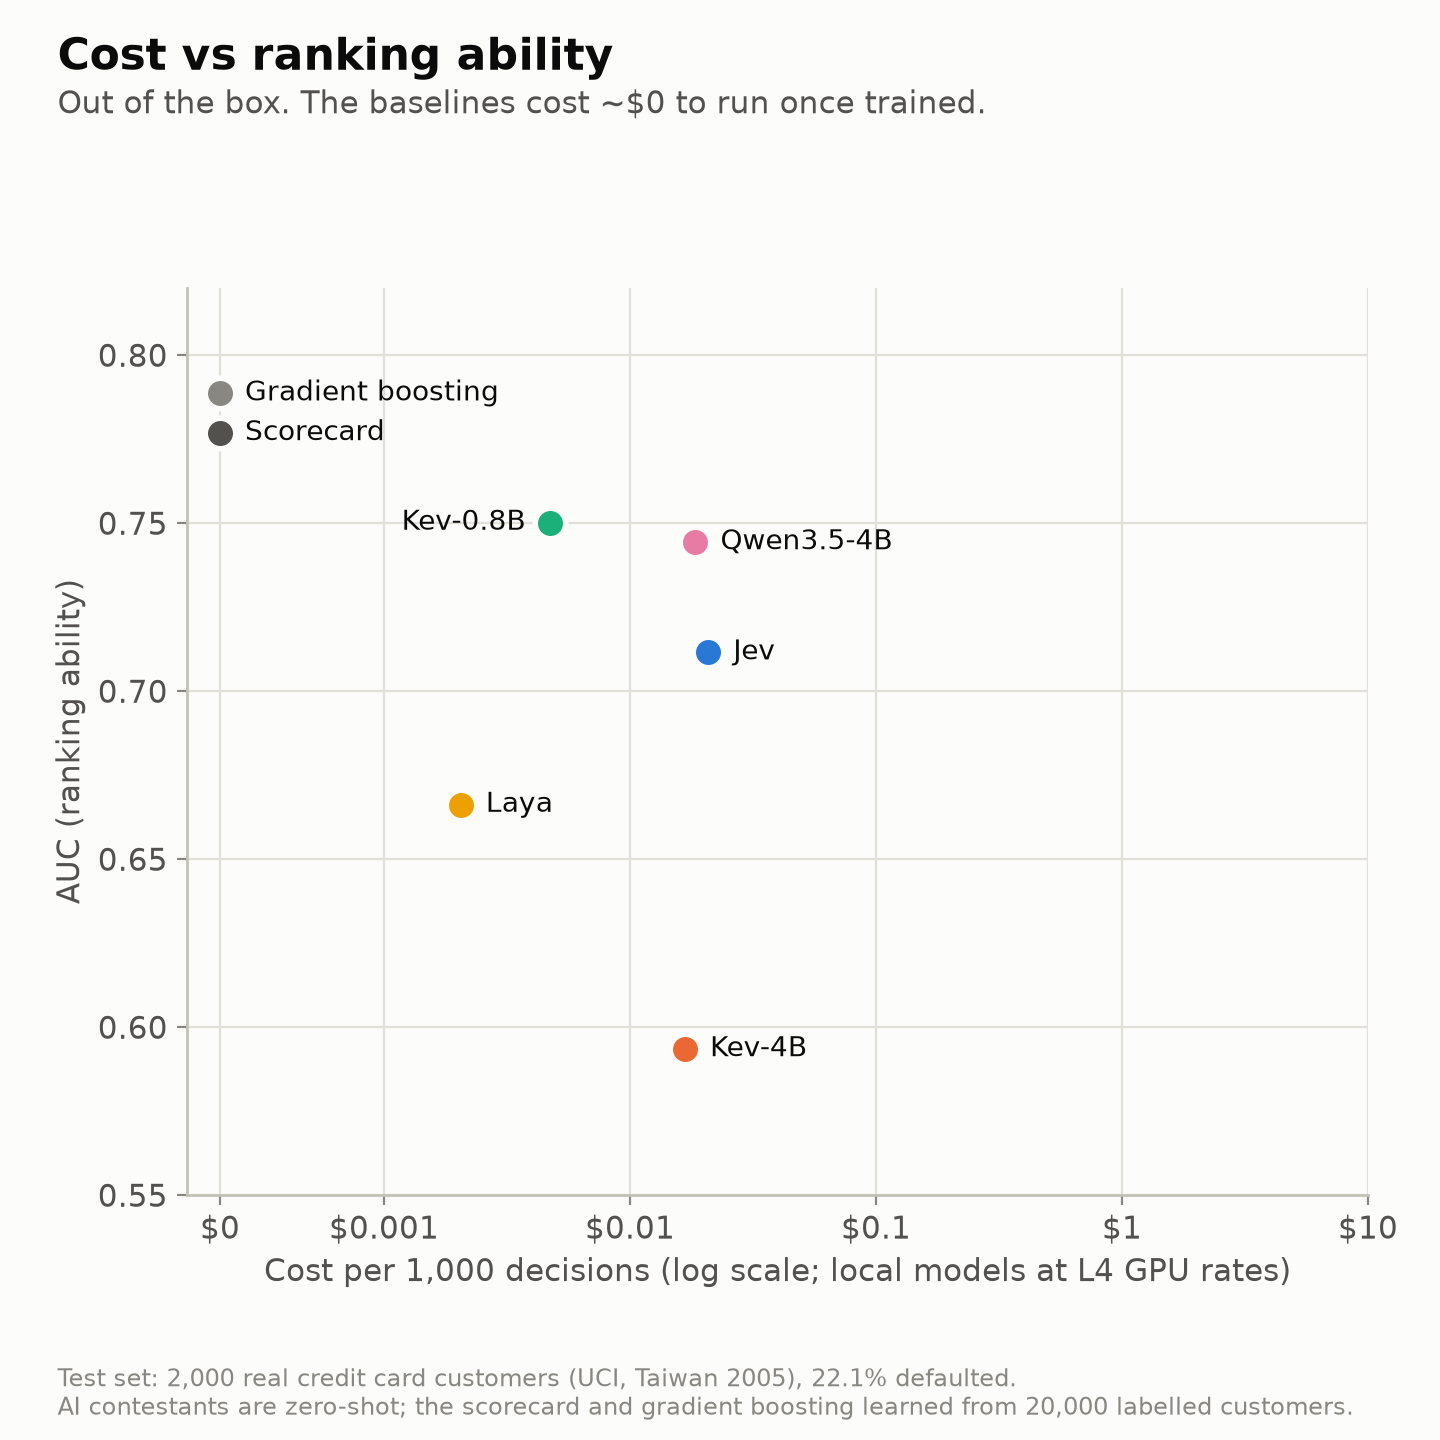 Cost vs ranking ability
Out of the box. The baselines cost ~$0 to run once trained.
0.80
Gradient boosting
Scorecard
0.75
Kev-0.8B
Qwen3.5-4B
Jev
0.70
AUC (ranking ability)
Laya
0.65
0.60
Kev-4B
0.55
$0 $0.001 $0.01 $0.1 $1 $10
Cost per 1,000 decisions (log scale; local models at L4 GPU rates)
Test set: 2,000 real credit card customers (UCI, Taiwan 2005), 22.1% defaulted.
AI contestants are zero-shot; the scorecard and gradient boosting learned from 20,000 labelled customers.